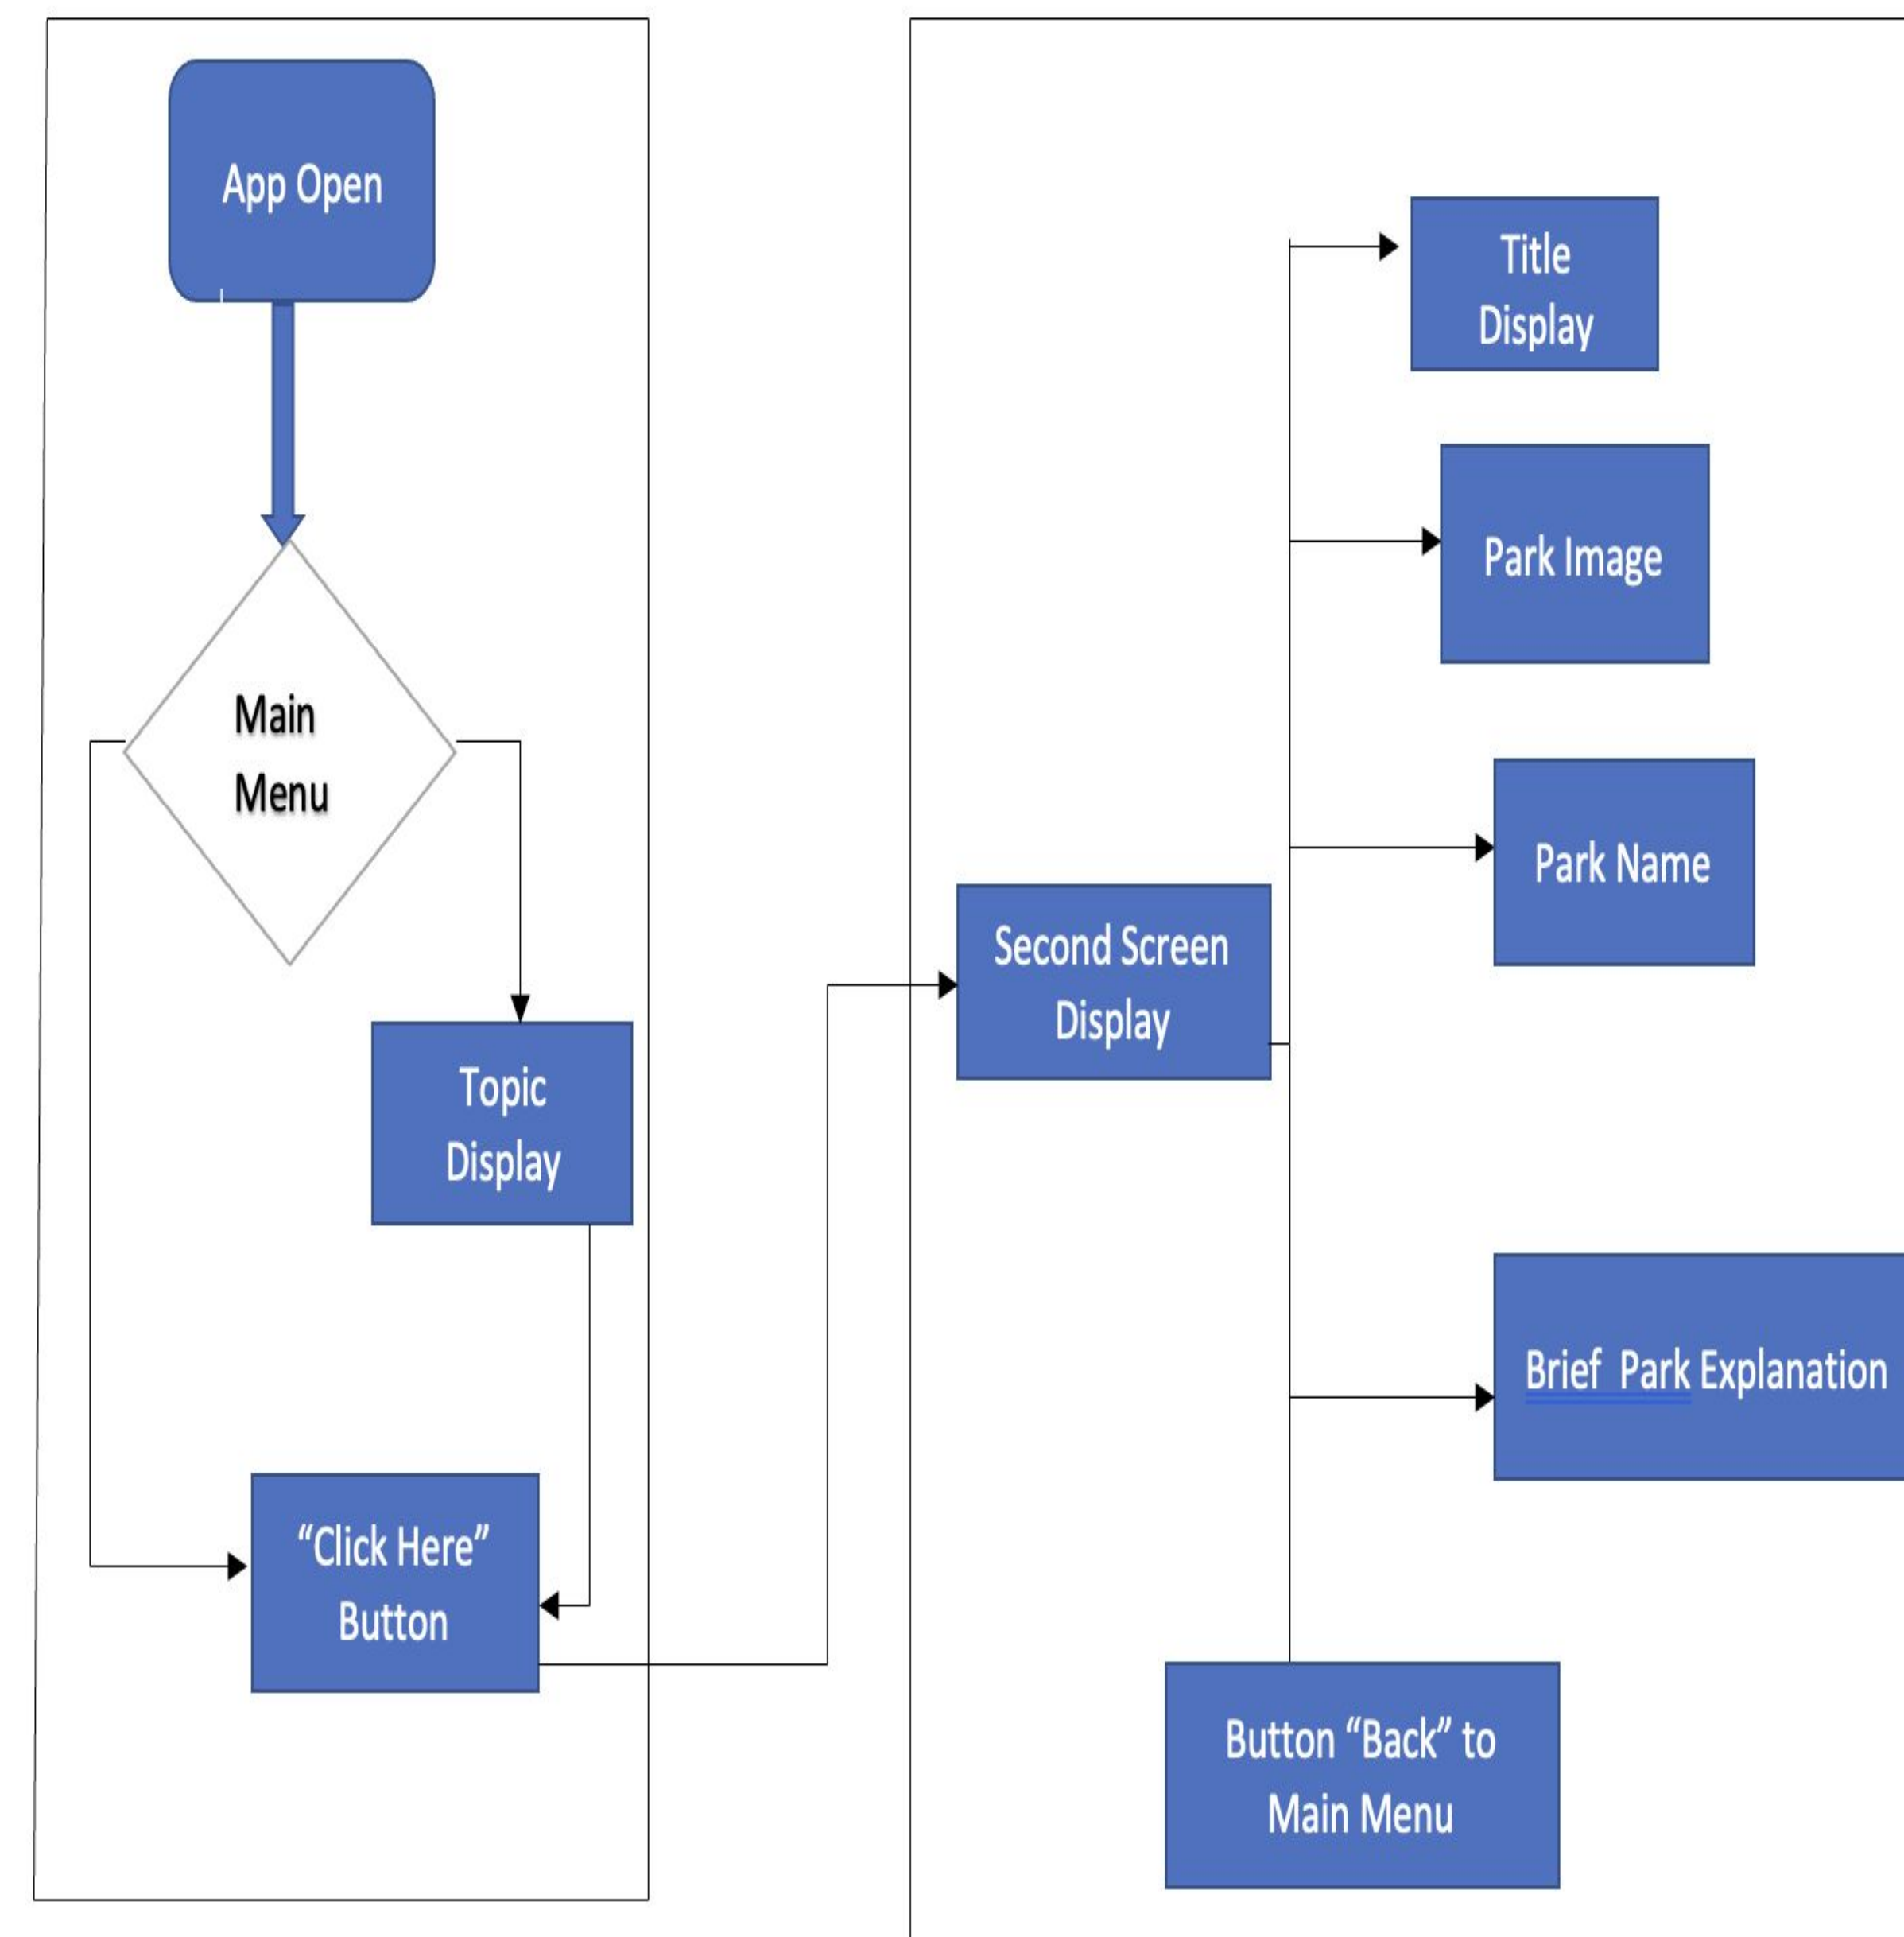 App Open
Main
Menu
Topic
Display
“Click Here”
Button
Second Screen
Display
Title
Display
Park Image
Park Name
Brief  Park Explanation
Button “Back” to
Main Menu